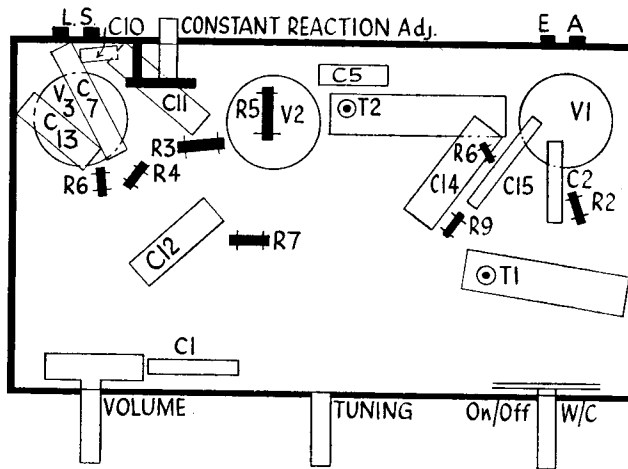 L.S. C10 CONSTANT REACTION Adj. E A
C5
V3 C7 C11 R5 V2 T2 V1
C13
R3 R6
R6 R4 C14 C15 C2 R2
R9
C12 R7
T1
C1
VOLUME TUNING On/Off W/C